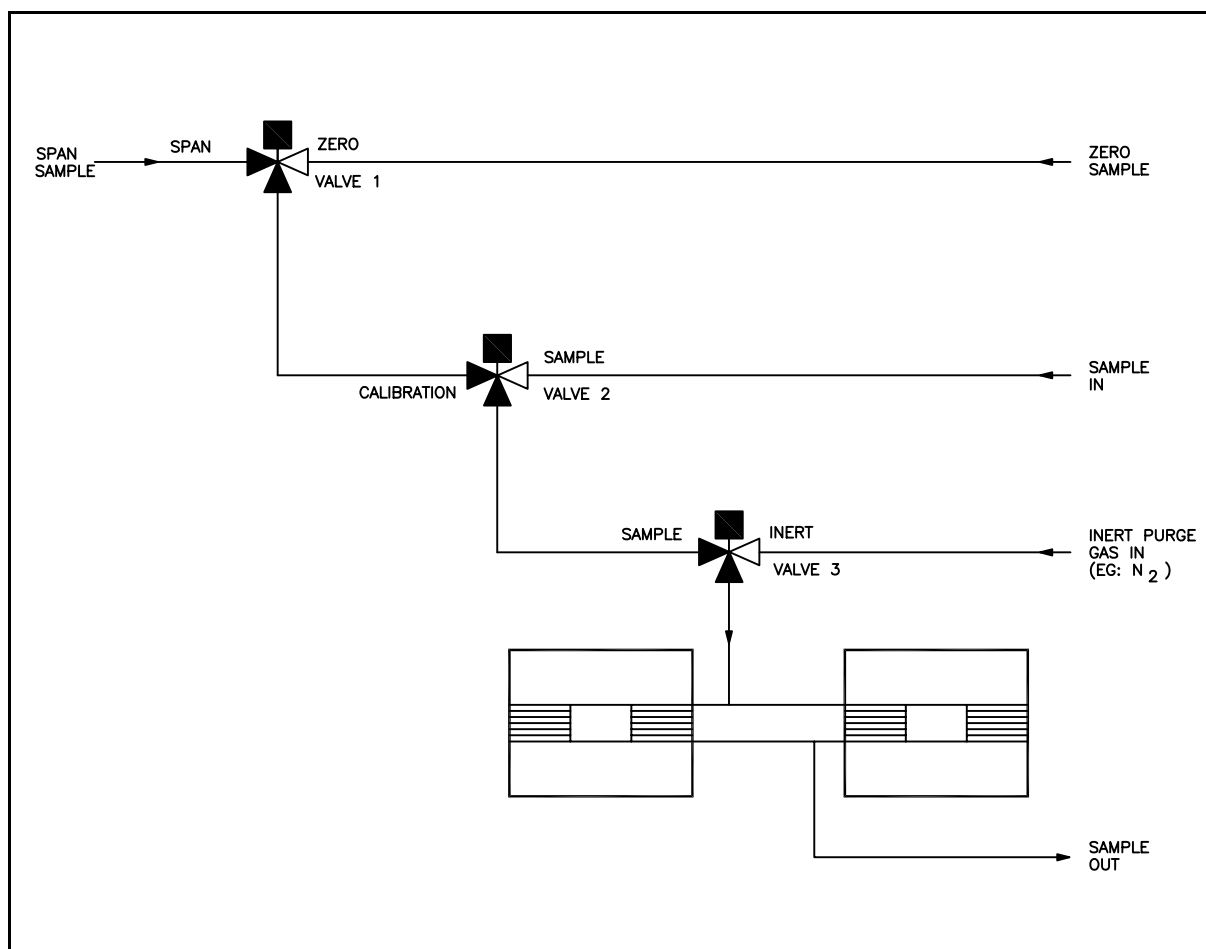 SPAN
SAMPLE
SPAN
ZERO
VALVE 1
ZERO
SAMPLE
CALIBRATION
SAMPLE
VALVE 2
SAMPLE
IN
SAMPLE
INERT
VALVE 3
INERT PURGE
GAS IN
(EG: N2 )
SAMPLE
OUT